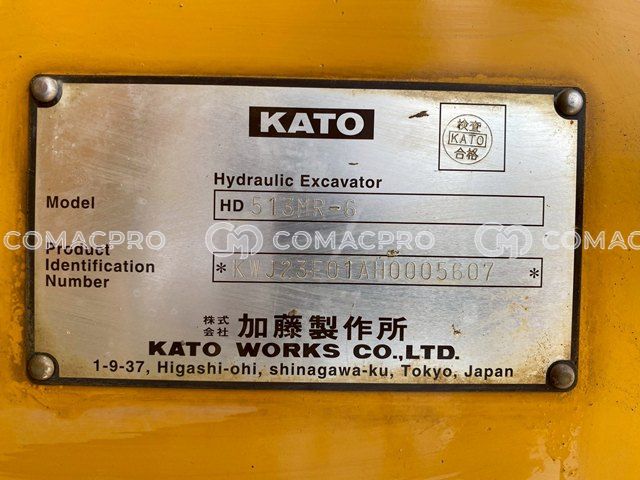 KATO
検査
KATO
合格
Hydraulic Excavator
Model
HD 513MR-6
COMACPRO COMACPRO COMACPRO
Product
Identification
Number
*KWJ23E01AH0005607*
株式
会社 加藤製作所
KATO WORKS CO.,LTD.
1-9-37, Higashi-ohi, shinagawa-ku, Tokyo, Japan